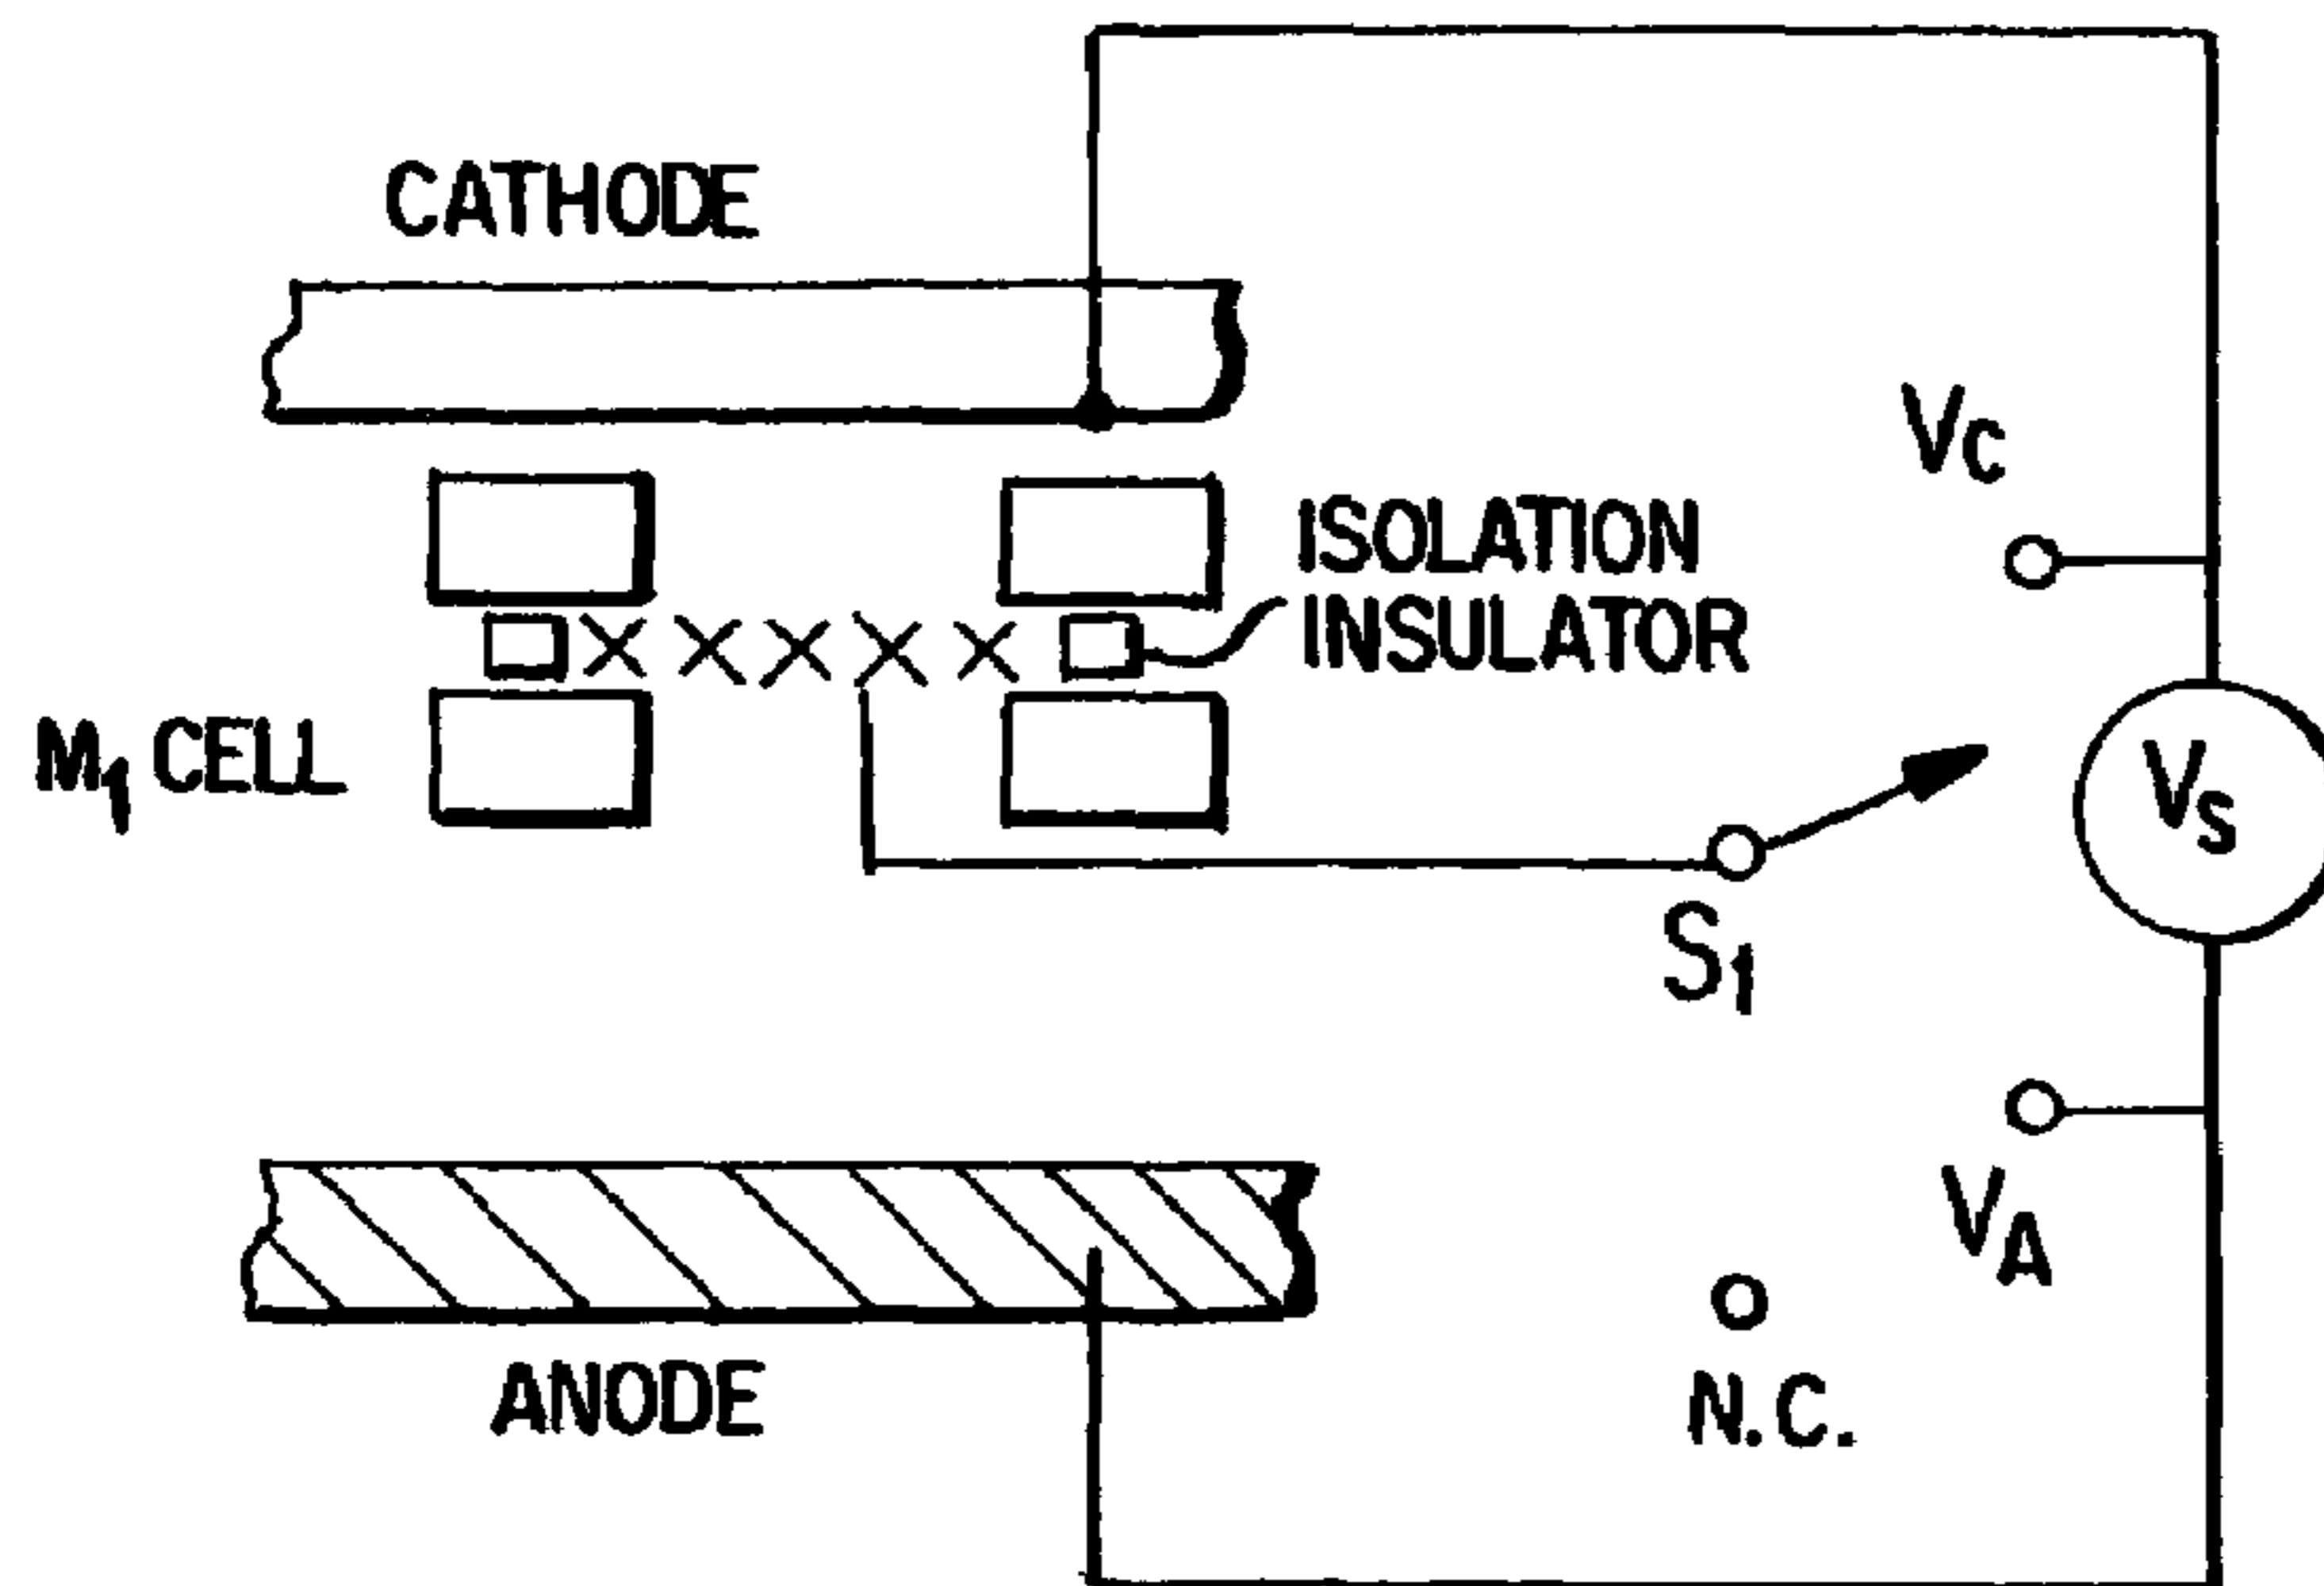 CATHODE
VC
ISOLATION
INSULATOR
M1 CELL
VS
S1
VA
ANODE
N.C.